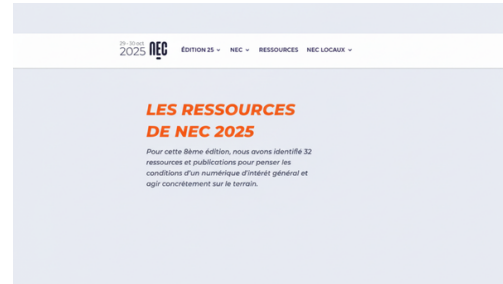 29 - 30 oct.
2025 NEC
ÉDITION 25 NEC RESSOURCES NEC LOCAUX
LES RESSOURCES
DE NEC 2025
Pour cette 8ème édition, nous avons identifié 32
ressources et publications pour penser les
conditions d'un numérique d'intérêt général et
agir concrètement sur le terrain.